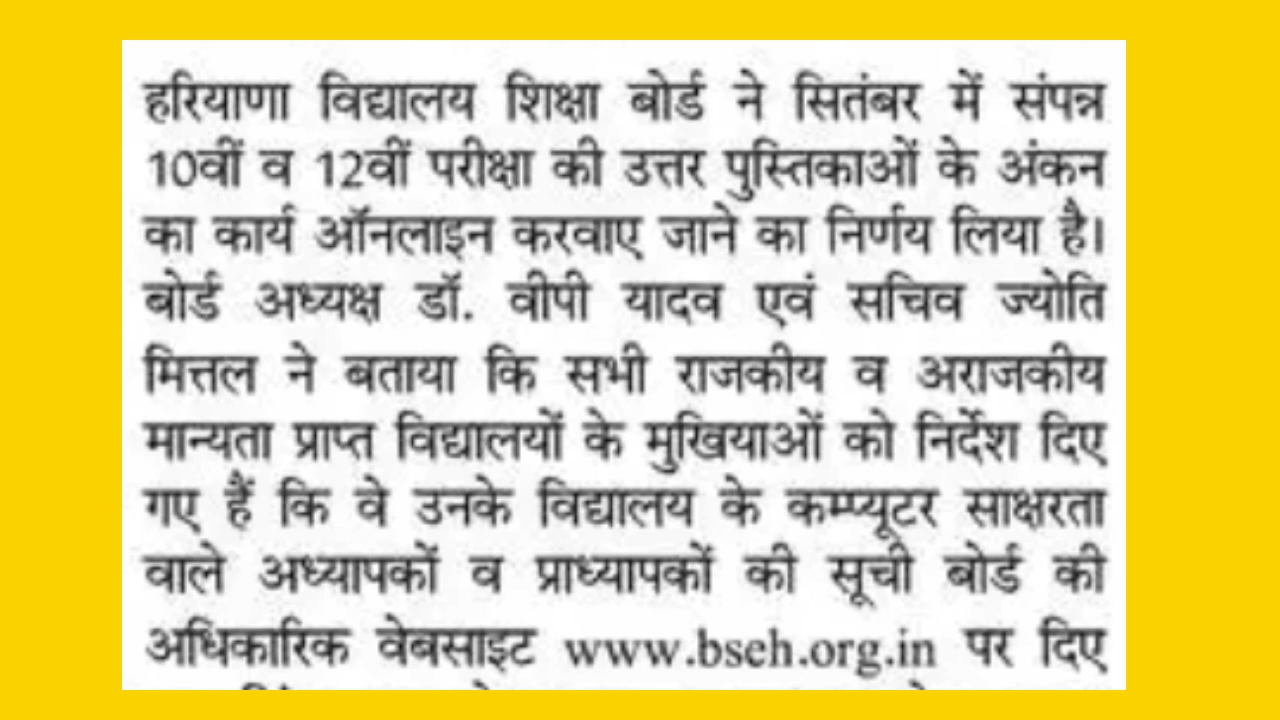 हरियाणा विद्यालय शिक्षा बोर्ड ने सितंबर में संपन्न
10वीं व 12वीं परीक्षा की उत्तर पुस्तिकाओं के अंकन
का कार्य ऑनलाइन करवाए जाने का निर्णय लिया है।
बोर्ड अध्यक्ष डॉ. वीपी यादव एवं सचिव ज्योति
मित्तल ने बताया कि सभी राजकीय व अराजकीय
मान्यता प्राप्त विद्यालयों के मुखियाओं को निर्देश दिए
गए हैं कि वे उनके विद्यालय के कम्प्यूटर साक्षरता
वाले अध्यापकों व प्राध्यापकों की सूची बोर्ड की
अधिकारिक वेबसाइट www.bseh.org.in पर दिए